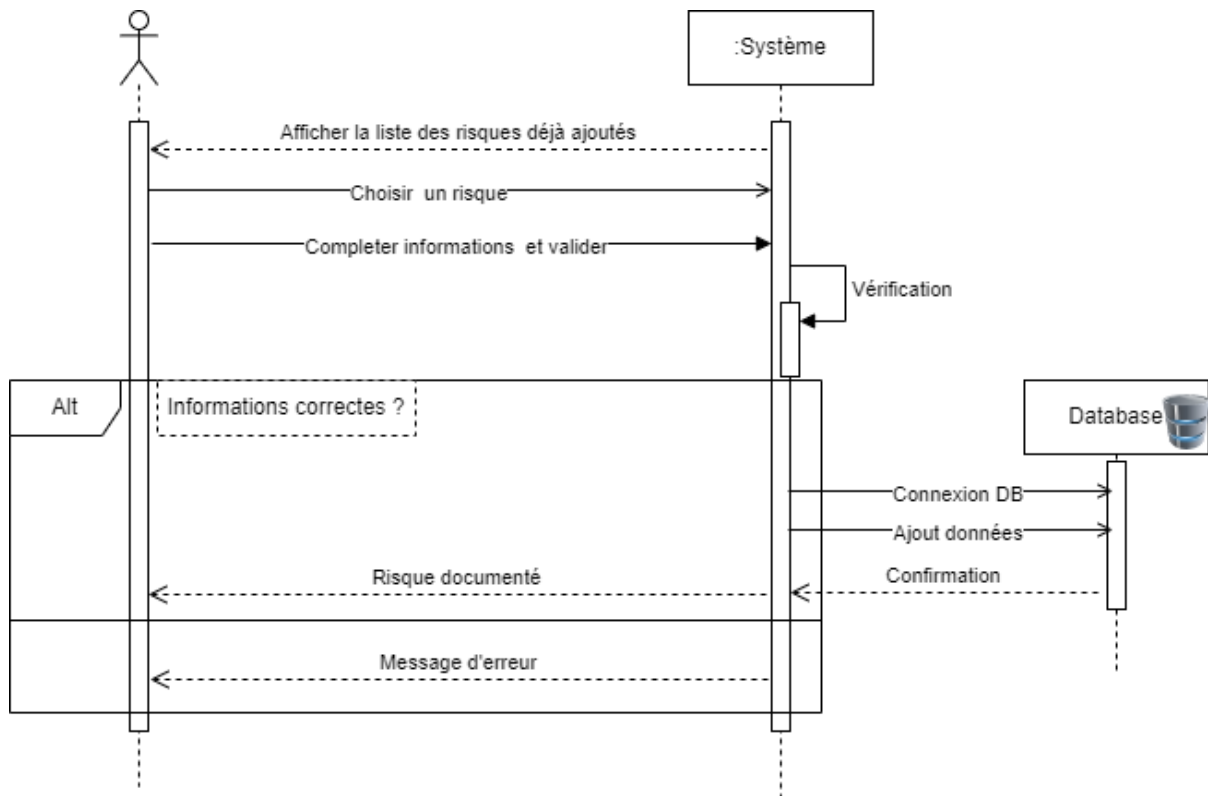 :Système
Afficher la liste des risques déjà ajoutés
Choisir un risque
Completer informations et valider
Vérification
Alt
Informations correctes ?
Database
Connexion DB
Ajout données
Confirmation
Risque documenté
Message d'erreur